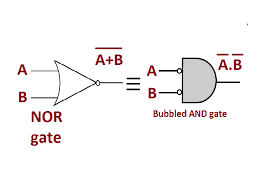 A̅+̅B̅
A
B
NOR
gate
≡
A
B
A̅.B̅
Bubbled AND gate